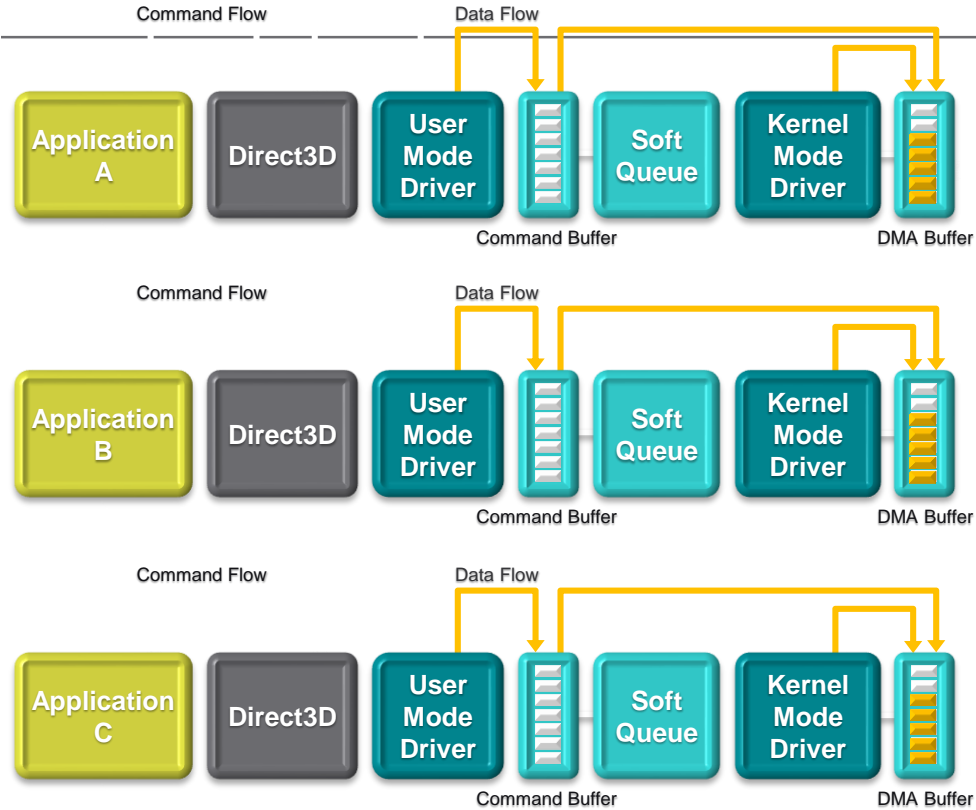 Command Flow
Data Flow
Application
A
Direct3D
User
Mode
Driver
Soft
Queue
Kernel
Mode
Driver
Command Buffer
DMA Buffer
Command Flow
Data Flow
Application
B
Direct3D
User
Mode
Driver
Soft
Queue
Kernel
Mode
Driver
Command Buffer
DMA Buffer
Command Flow
Data Flow
Application
C
Direct3D
User
Mode
Driver
Soft
Queue
Kernel
Mode
Driver
Command Buffer
DMA Buffer